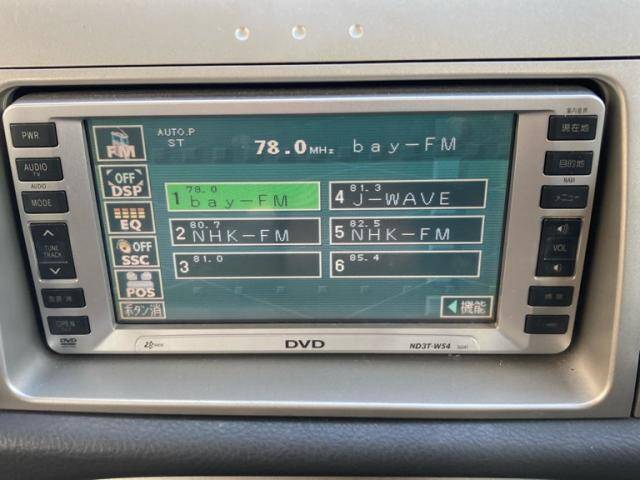 PWR
AUDIO
TV
AUDIO
MODE
TUNE
TRACK
OPEN
FM
OFF
DSP
EQ
OFF
SSC
POS
ボタン消
AUTO.P
ST
78.0MHz bay-FM
78.0
1 bay-FM
81.3
4 J-WAVE
80.7
2 NHK-FM
82.5
5 NHK-FM
81.0
3
85.4
6
機能
現在地
目的地
NAVI
メニュー
VOL
DVD
DVD
ND3T-W54